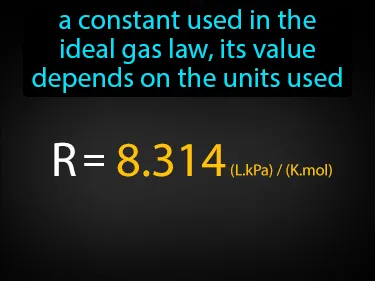 a constant used in the
ideal gas law, its value
depends on the units used
R = 8.314 (L.kPa) / (K.mol)